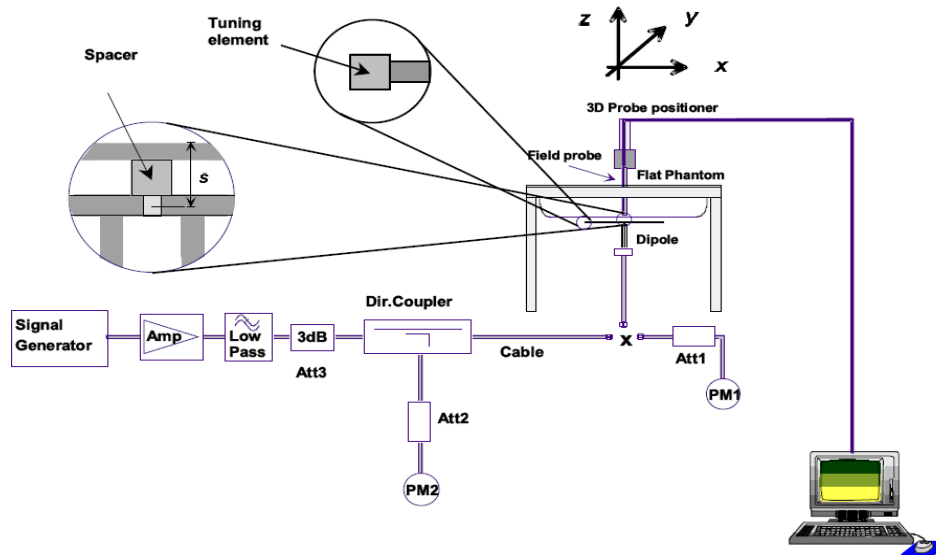 Tuning
element
Spacer
s
z
y
x
3D Probe positioner
Field probe
Flat Phantom
Dipole
Signal
Generator
Amp
Low
Pass
3dB
Att3
Dir.Coupler
Cable
x
Att1
PM1
Att2
PM2